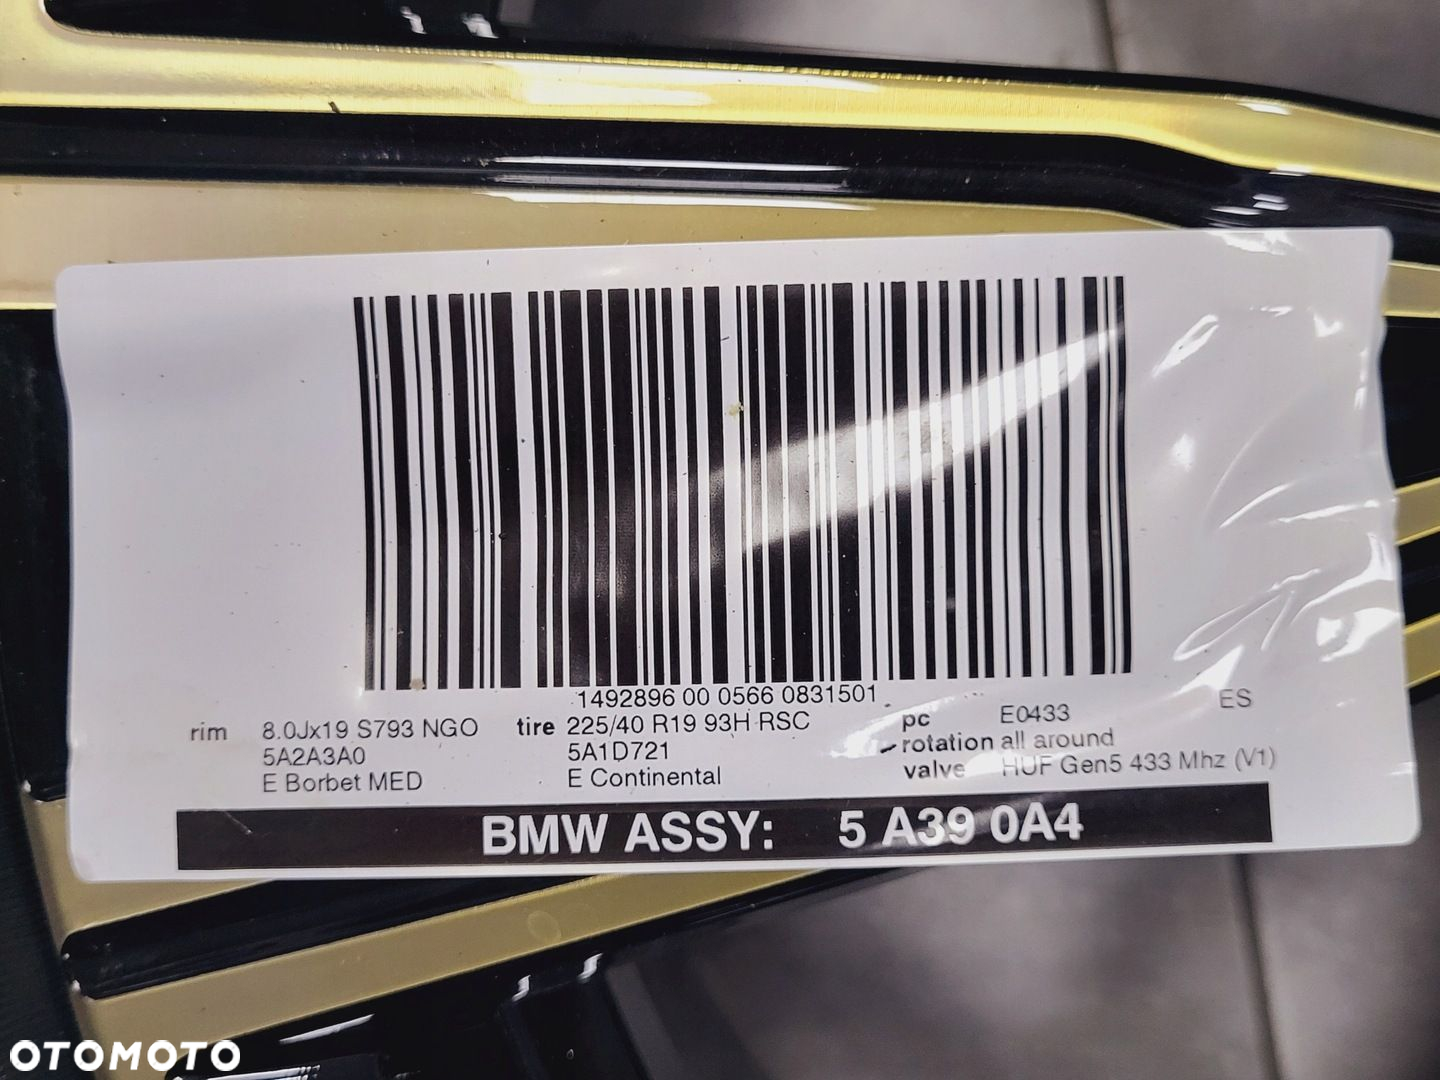 1492896 00 0566 0831501
rim 8.0Jx19 S793 NGO tire 225/40 R19 93H RSC pc E0433 ES
5A2A3A0 5A1D721 rotation all around
E Borbet MED E Continental valve HUF Gen5 433 Mhz (V1)
BMW ASSY: 5 A39 0A4
OTOMOTO